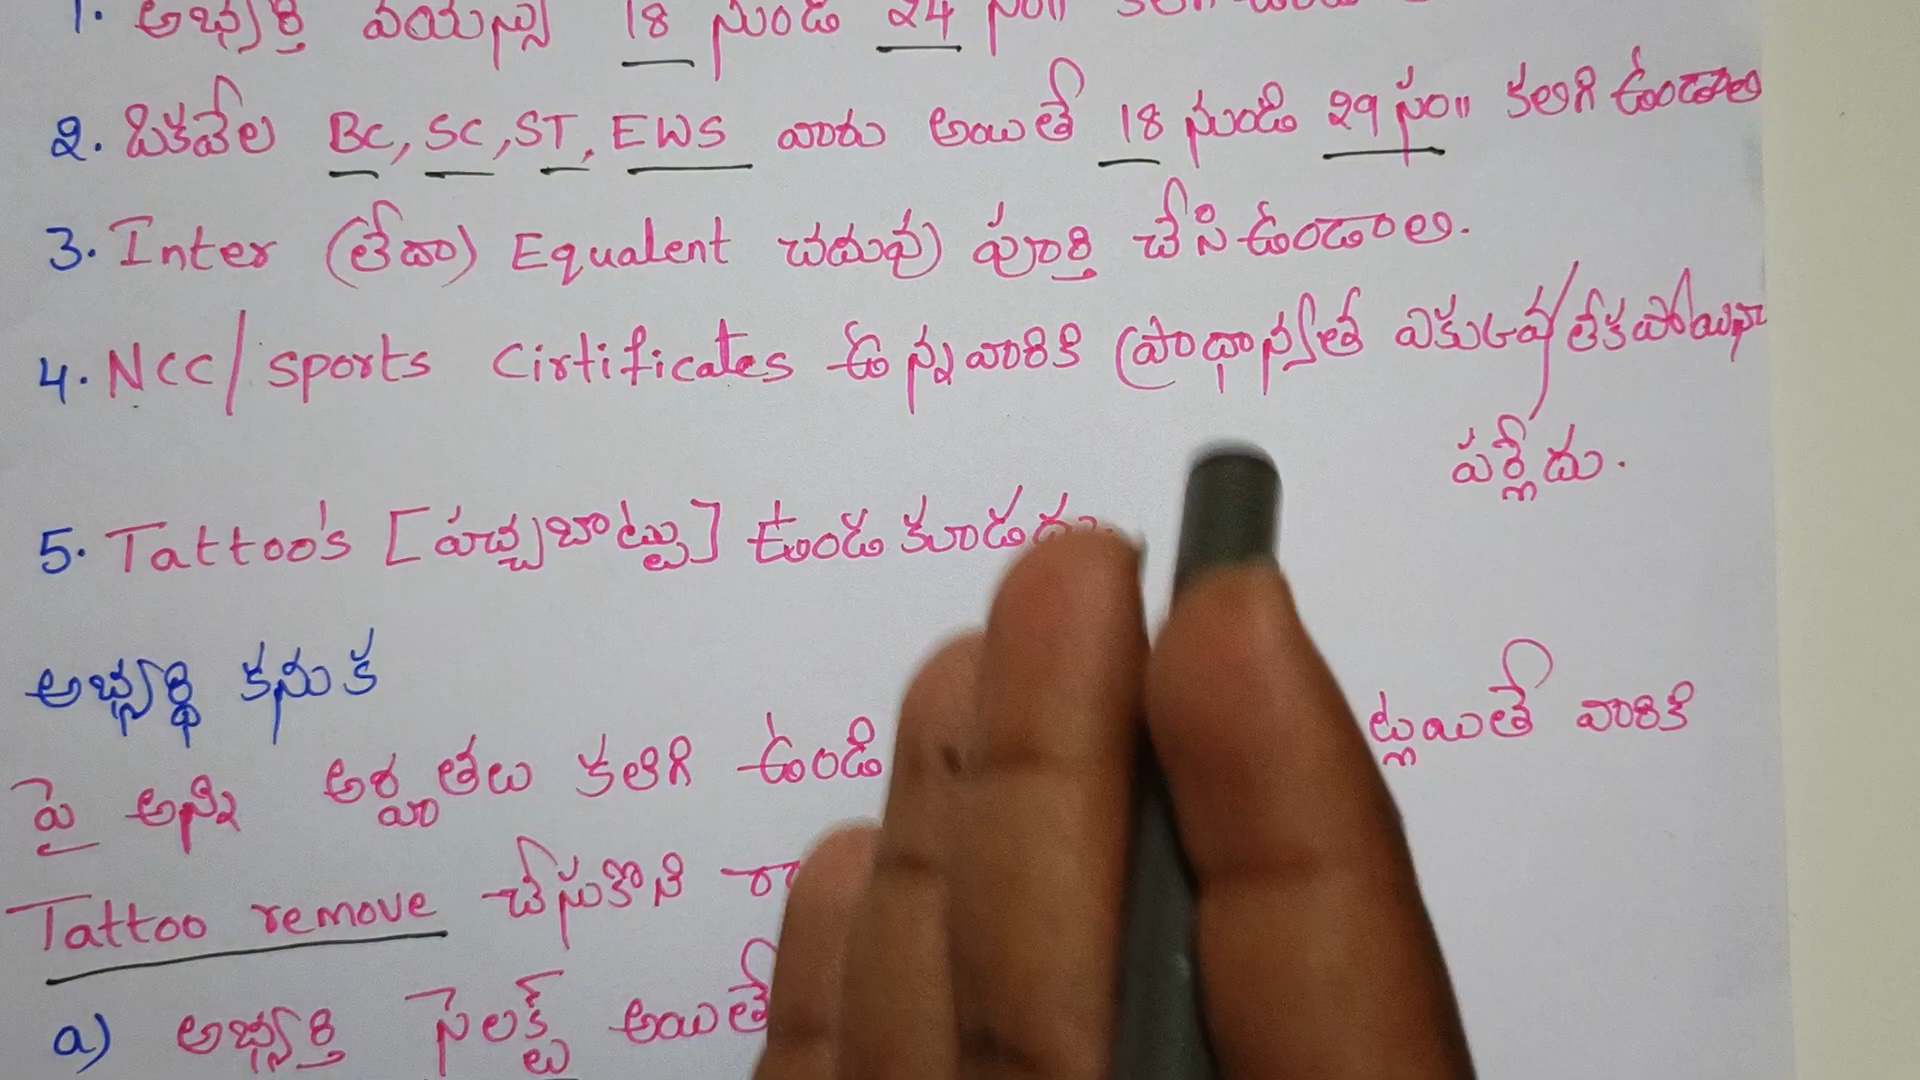 1. అభ్యర్తి వయస్సు 18 నుండి 24 సం॥
2. ఒకవేల BC, SC, ST, EWS వారు అయితే 18 నుండి 29 సం॥ కలిగి ఉండాలి
3. Inter (లేదా) Equalent చదువు పూర్తి చేసి ఉండాలి.
4. NCC/ sports Cirtificates ఉన్న వారికి ప్రాధాన్యత ఎకువ/లేకపోయినా
పర్లేదు.
5. Tattoo's [పచ్చబొట్లు] ఉండకూడదు.
అభ్యర్థి కనుక
పై అన్ని అర్హతలు కలిగి ఉండి ట్లయితే వారికి
Tattoo remove చేసుకొని రా
a) అభ్యర్తి సెలక్ట్ అయితే